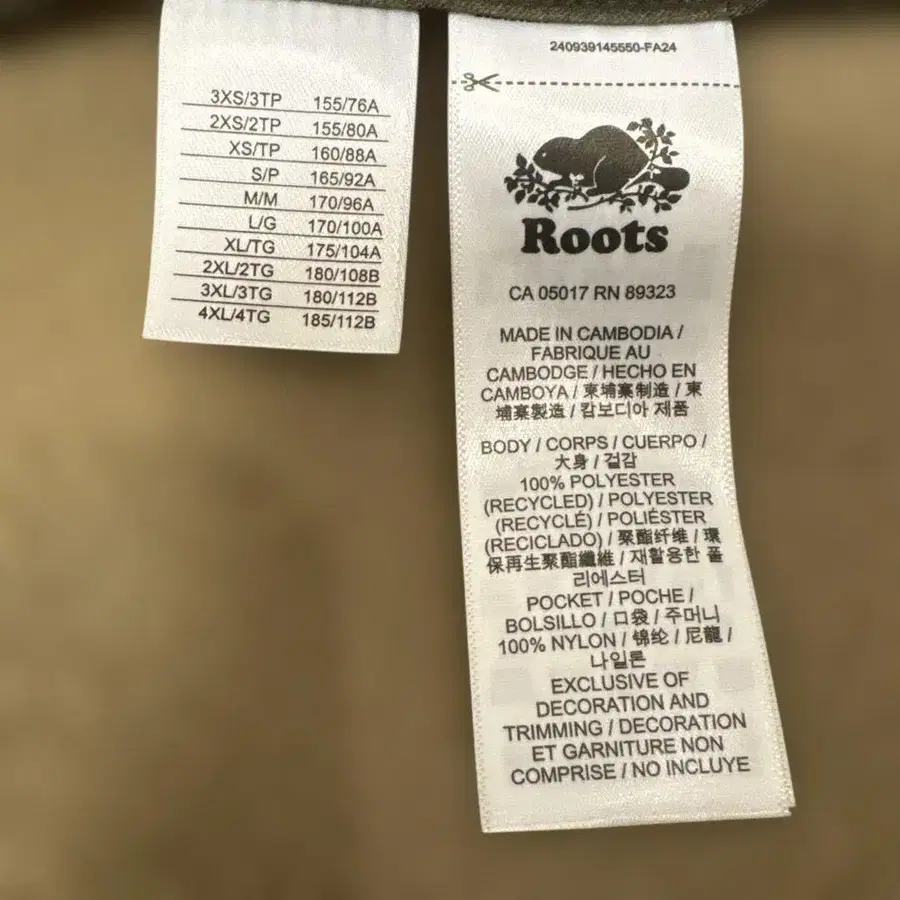 3XS/3TP 155/76A
2XS/2TP 155/80A
XS/TP 160/88A
S/P 165/92A
M/M 170/96A
L/G 170/100A
XL/TG 175/104A
2XL/2TG 180/108B
3XL/3TG 180/112B
4XL/4TG 185/112B
240939145550-FA24
Roots
CA 05017 RN 89323
MADE IN CAMBODIA /
FABRIQUE AU
CAMBODGE / HECHO EN
CAMBOYA / 柬埔寨制造 / 柬
埔寨製造 / 캄보디아 제품
BODY / CORPS / CUERPO /
大身 / 겉감
100% POLYESTER
(RECYCLED) / POLYESTER
(RECYCLÉ) / POLIÉSTER
(RECICLADO) / 聚酯纤维 / 環
保再生聚酯纖維 / 재활용한 폴
리에스터
POCKET / POCHE /
BOLSILLO / 口袋 / 주머니
100% NYLON / 锦纶 / 尼龍 /
나일론
EXCLUSIVE OF
DECORATION AND
TRIMMING / DECORATION
ET GARNITURE NON
COMPRISE / NO INCLUYE